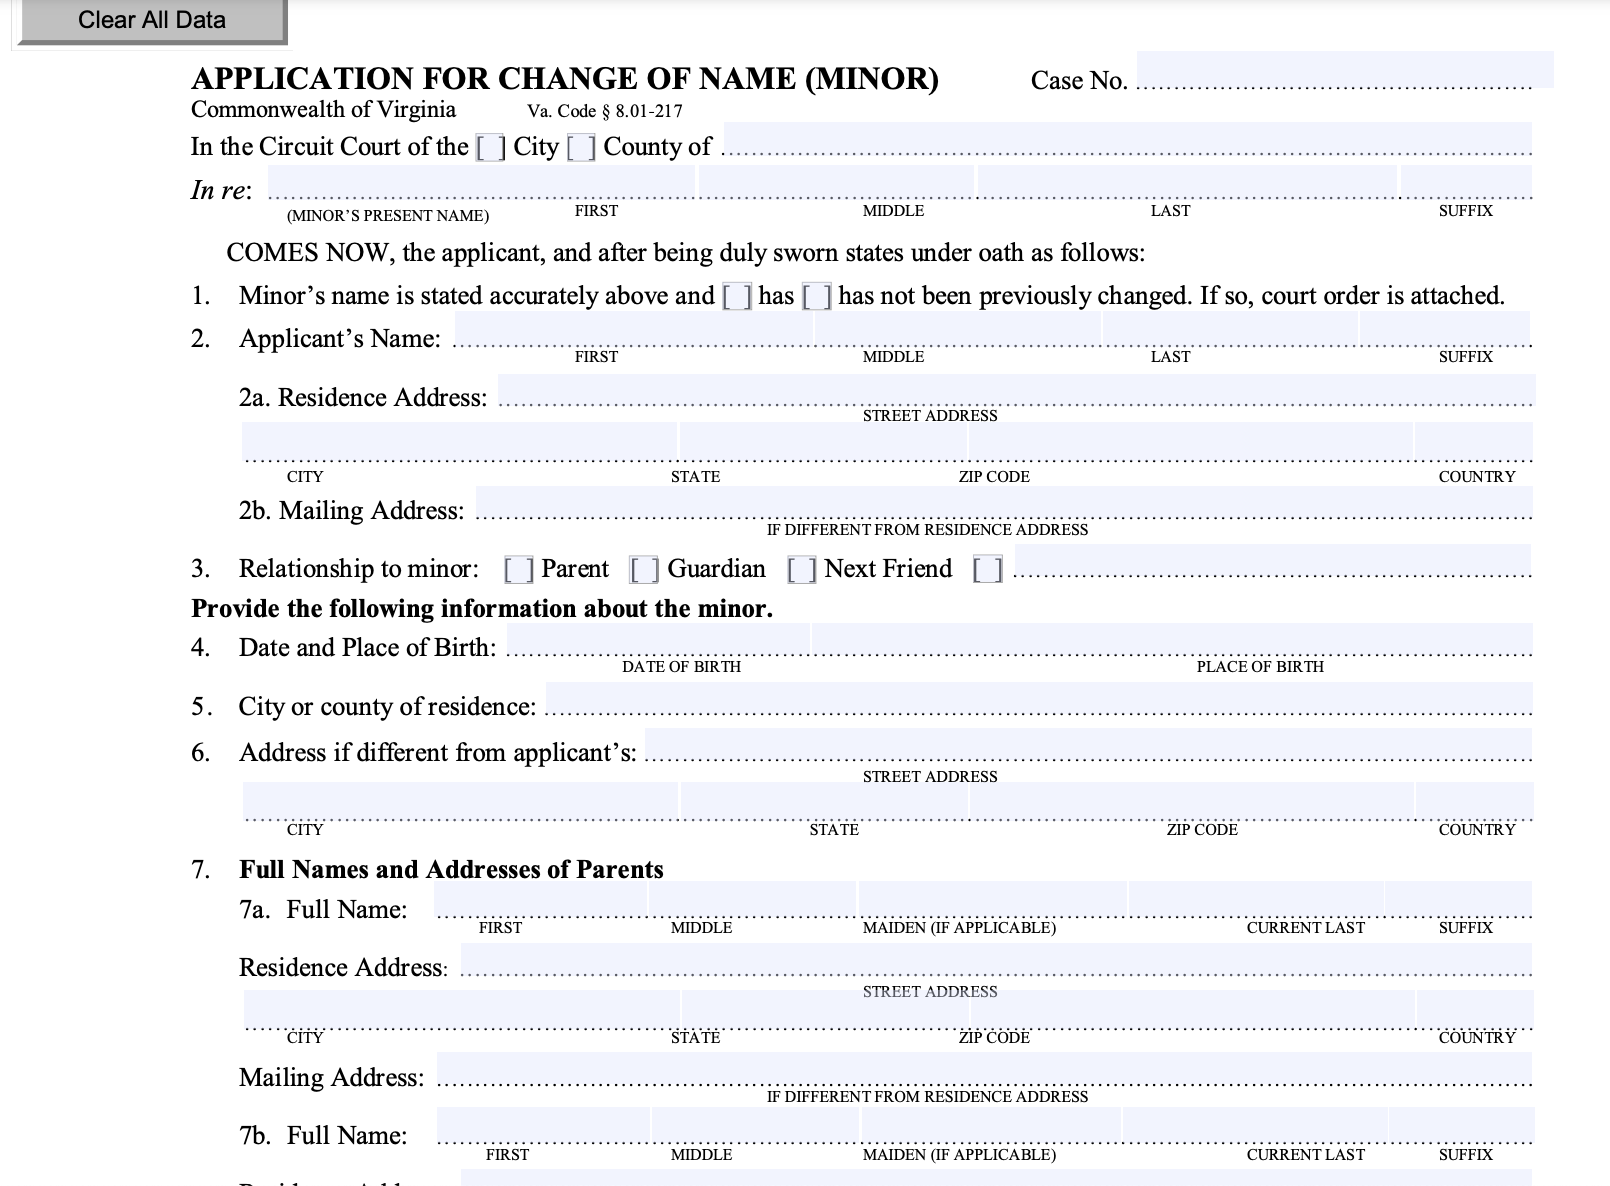 Clear All Data
APPLICATION FOR CHANGE OF NAME (MINOR) Case No. ....................
Commonwealth of Virginia Va. Code § 8.01-217
In the Circuit Court of the [ ] City [ ] County of ....................
In re: ....................
(MINOR’S PRESENT NAME) FIRST MIDDLE LAST SUFFIX
COMES NOW, the applicant, and after being duly sworn states under oath as follows:
1. Minor’s name is stated accurately above and [ ] has [ ] has not been previously changed. If so, court order is attached.
2. Applicant’s Name: ....................
FIRST MIDDLE LAST SUFFIX
2a. Residence Address: ....................
STREET ADDRESS
....................
CITY STATE ZIP CODE COUNTRY
2b. Mailing Address: ....................
IF DIFFERENT FROM RESIDENCE ADDRESS
3. Relationship to minor: [ ] Parent [ ] Guardian [ ] Next Friend [ ] ....................
Provide the following information about the minor.
4. Date and Place of Birth: ....................
DATE OF BIRTH PLACE OF BIRTH
5. City or county of residence: ....................
6. Address if different from applicant’s: ....................
STREET ADDRESS
....................
CITY STATE ZIP CODE COUNTRY
7. Full Names and Addresses of Parents
7a. Full Name: ....................
FIRST MIDDLE MAIDEN (IF APPLICABLE) CURRENT LAST SUFFIX
Residence Address: ....................
STREET ADDRESS
....................
CITY STATE ZIP CODE COUNTRY
Mailing Address: ....................
IF DIFFERENT FROM RESIDENCE ADDRESS
7b. Full Name: ....................
FIRST MIDDLE MAIDEN (IF APPLICABLE) CURRENT LAST SUFFIX